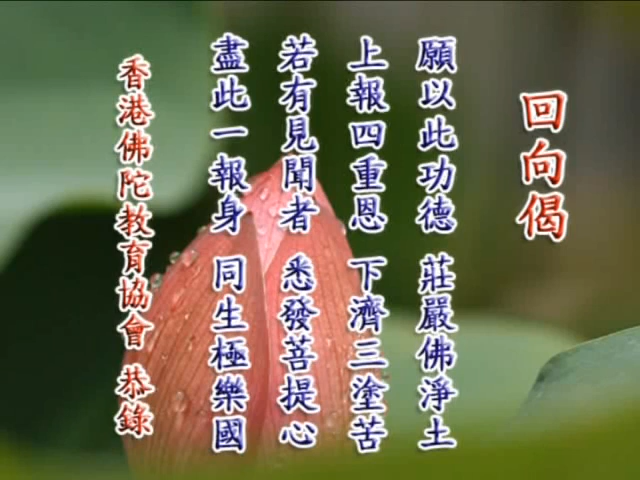 回向偈
願以此功德 莊嚴佛淨土
上報四重恩 下濟三塗苦
若有見聞者 悉發菩提心
盡此一報身 同生極樂國
香港佛陀教育協會 恭錄